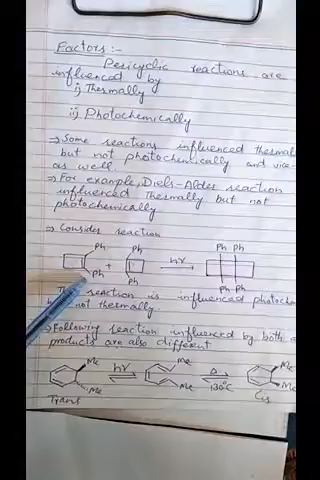 Factors :-
Pericyclic reactions are
influenced by
i) Thermally
ii) Photochemically
⇒ Some reactions influenced thermal
but not photochemically and vice-
as well.
⇒ For example, Diels-Alder reaction
influenced thermally but not
photochemically
⇒ Consider reaction
Ph Ph Ph Ph
+ hν
Ph Ph Ph Ph
reaction is influenced photoche
not thermally.
⇒ Following reaction influenced by both
products are also different
Me Me Me
hν Δ
Me Me 130°C Me
Trans Cis